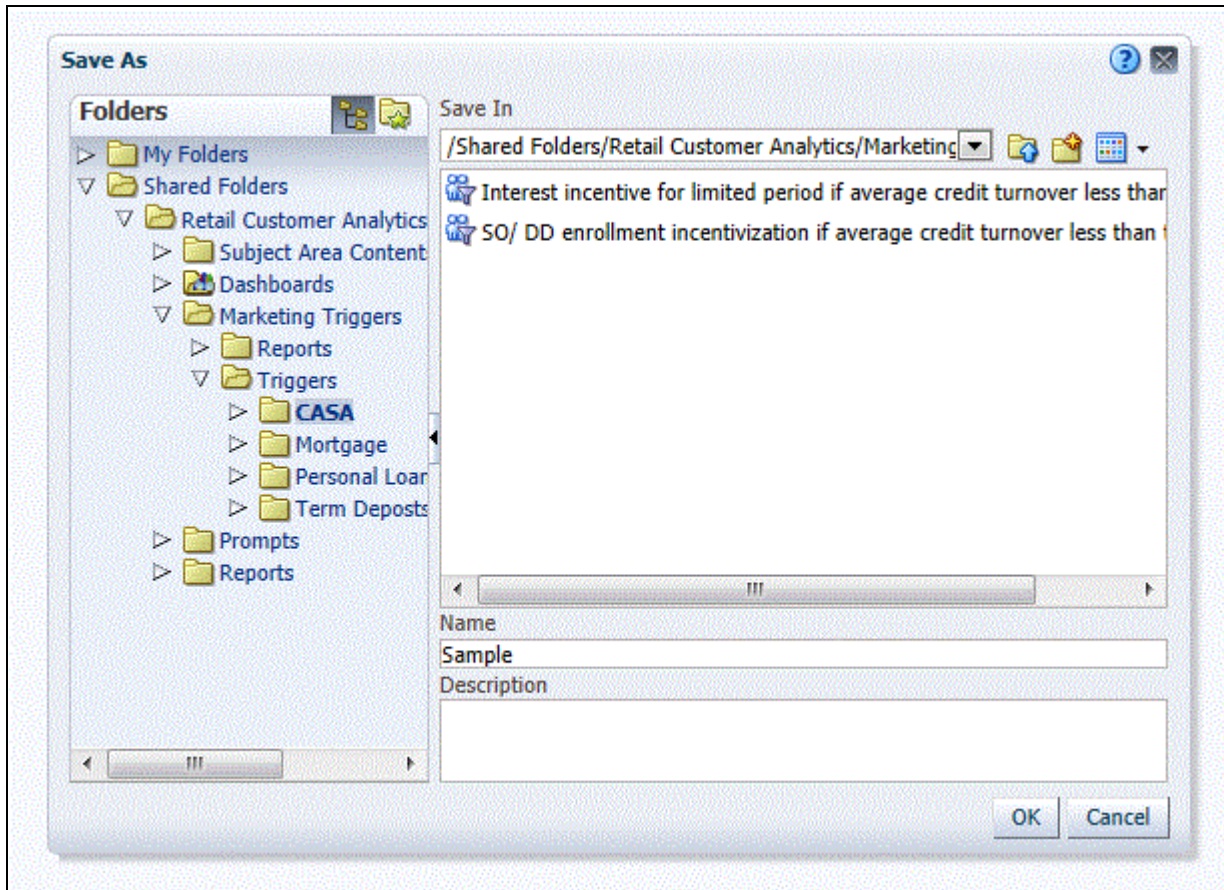 Save As
Folders
My Folders
Shared Folders
Retail Customer Analytics
Subject Area Content
Dashboards
Marketing Triggers
Reports
Triggers
CASA
Mortgage
Personal Loan
Term Deposts
Prompts
Reports
Save In
/Shared Folders/Retail Customer Analytics/Marketing
Interest incentive for limited period if average credit turnover less than
SO/ DD enrollment incentivization if average credit turnover less than t
Name
Sample
Description
OK
Cancel